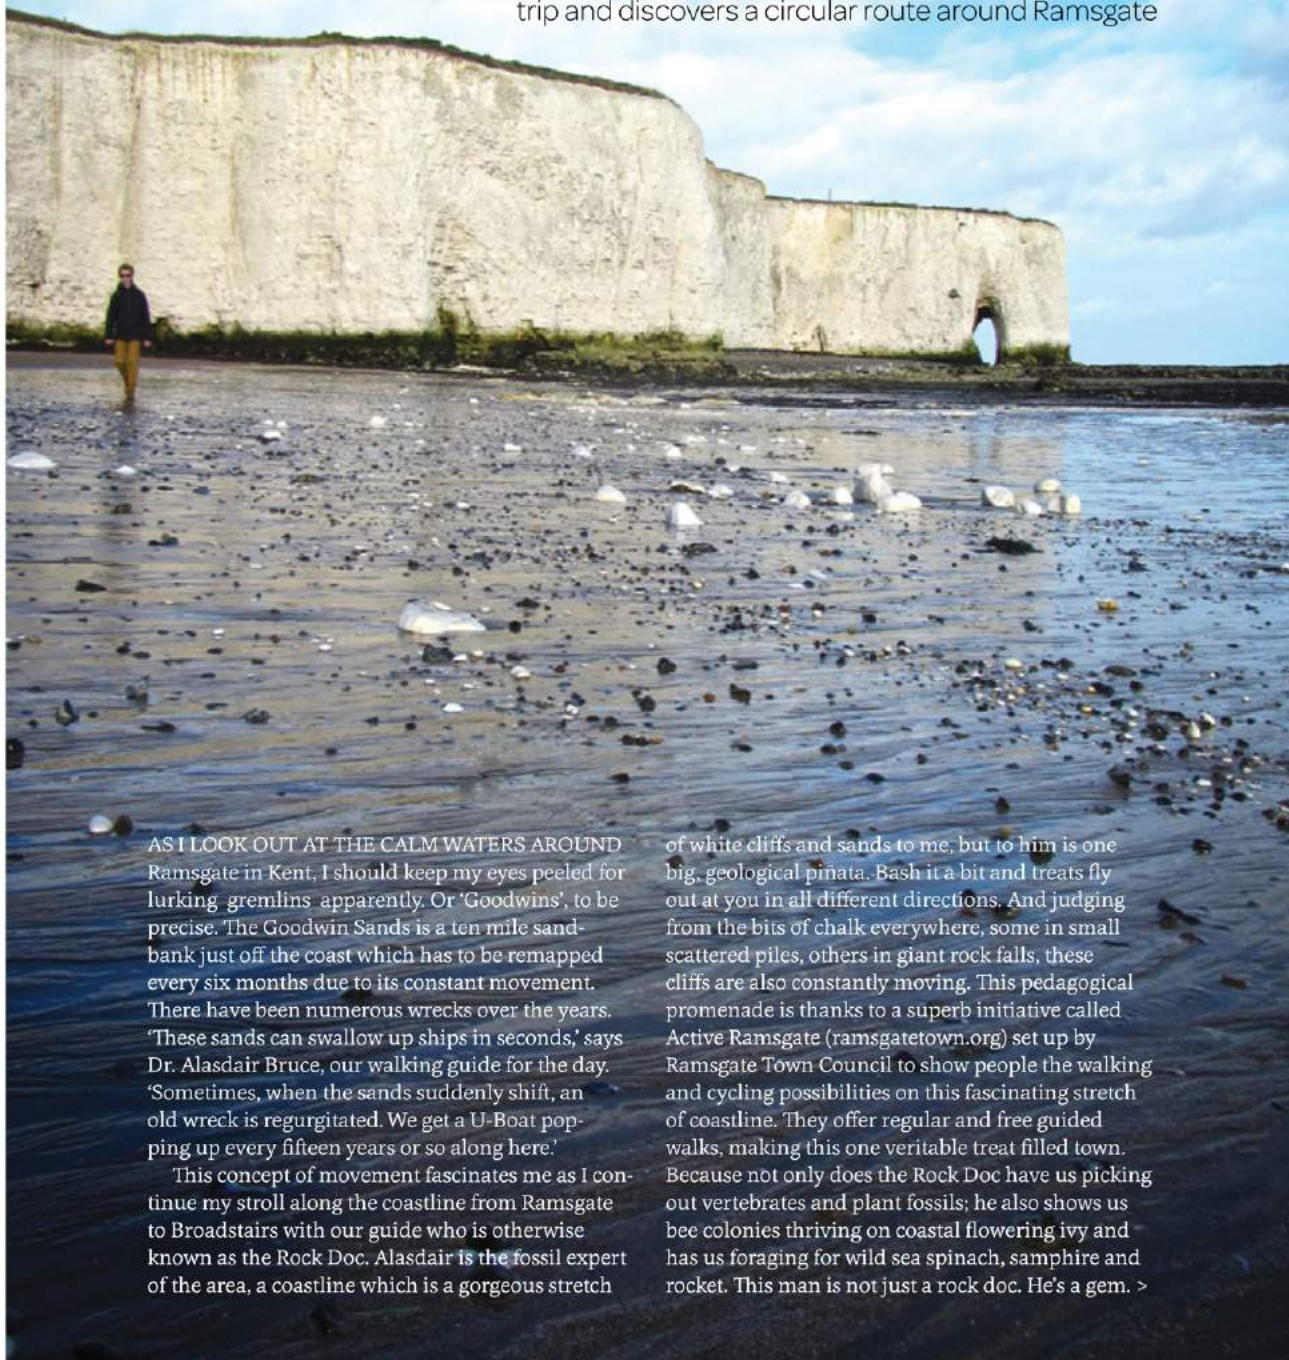 trip and discovers a circular route around Ramsgate
AS I LOOK OUT AT THE CALM WATERS AROUND
Ramsgate in Kent, I should keep my eyes peeled for
lurking gremlins apparently. Or ‘Goodwins’, to be
precise. The Goodwin Sands is a ten mile sand-
bank just off the coast which has to be remapped
every six months due to its constant movement.
There have been numerous wrecks over the years.
‘These sands can swallow up ships in seconds,’ says
Dr. Alasdair Bruce, our walking guide for the day.
‘Sometimes, when the sands suddenly shift, an
old wreck is regurgitated. We get a U-Boat pop-
ping up every fifteen years or so along here.’
This concept of movement fascinates me as I con-
tinue my stroll along the coastline from Ramsgate
to Broadstairs with our guide who is otherwise
known as the Rock Doc. Alasdair is the fossil expert
of the area, a coastline which is a gorgeous stretch
of white cliffs and sands to me, but to him is one
big, geological piñata. Bash it a bit and treats fly
out at you in all different directions. And judging
from the bits of chalk everywhere, some in small
scattered piles, others in giant rock falls, these
cliffs are also constantly moving. This pedagogical
promenade is thanks to a superb initiative called
Active Ramsgate (ramsgatetown.org) set up by
Ramsgate Town Council to show people the walking
and cycling possibilities on this fascinating stretch
of coastline. They offer regular and free guided
walks, making this one veritable treat filled town.
Because not only does the Rock Doc have us picking
out vertebrates and plant fossils; he also shows us
bee colonies thriving on coastal flowering ivy and
has us foraging for wild sea spinach, samphire and
rocket. This man is not just a rock doc. He’s a gem. >